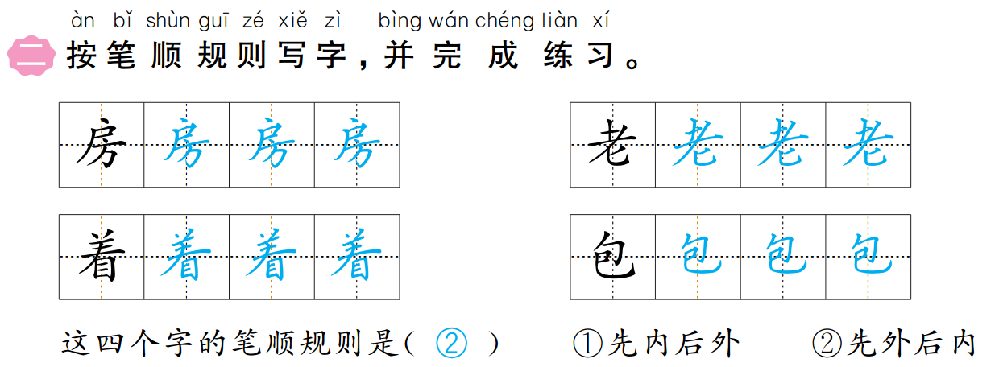 àn bǐ shùn guī zé xiě zì bìng wán chéng liàn xí
二 按笔顺规则写字，并完成练习。
房 房 房 房 老 老 老 老
着 着 着 着 包 包 包 包
这四个字的笔顺规则是( ② ) ①先内后外 ②先外后内